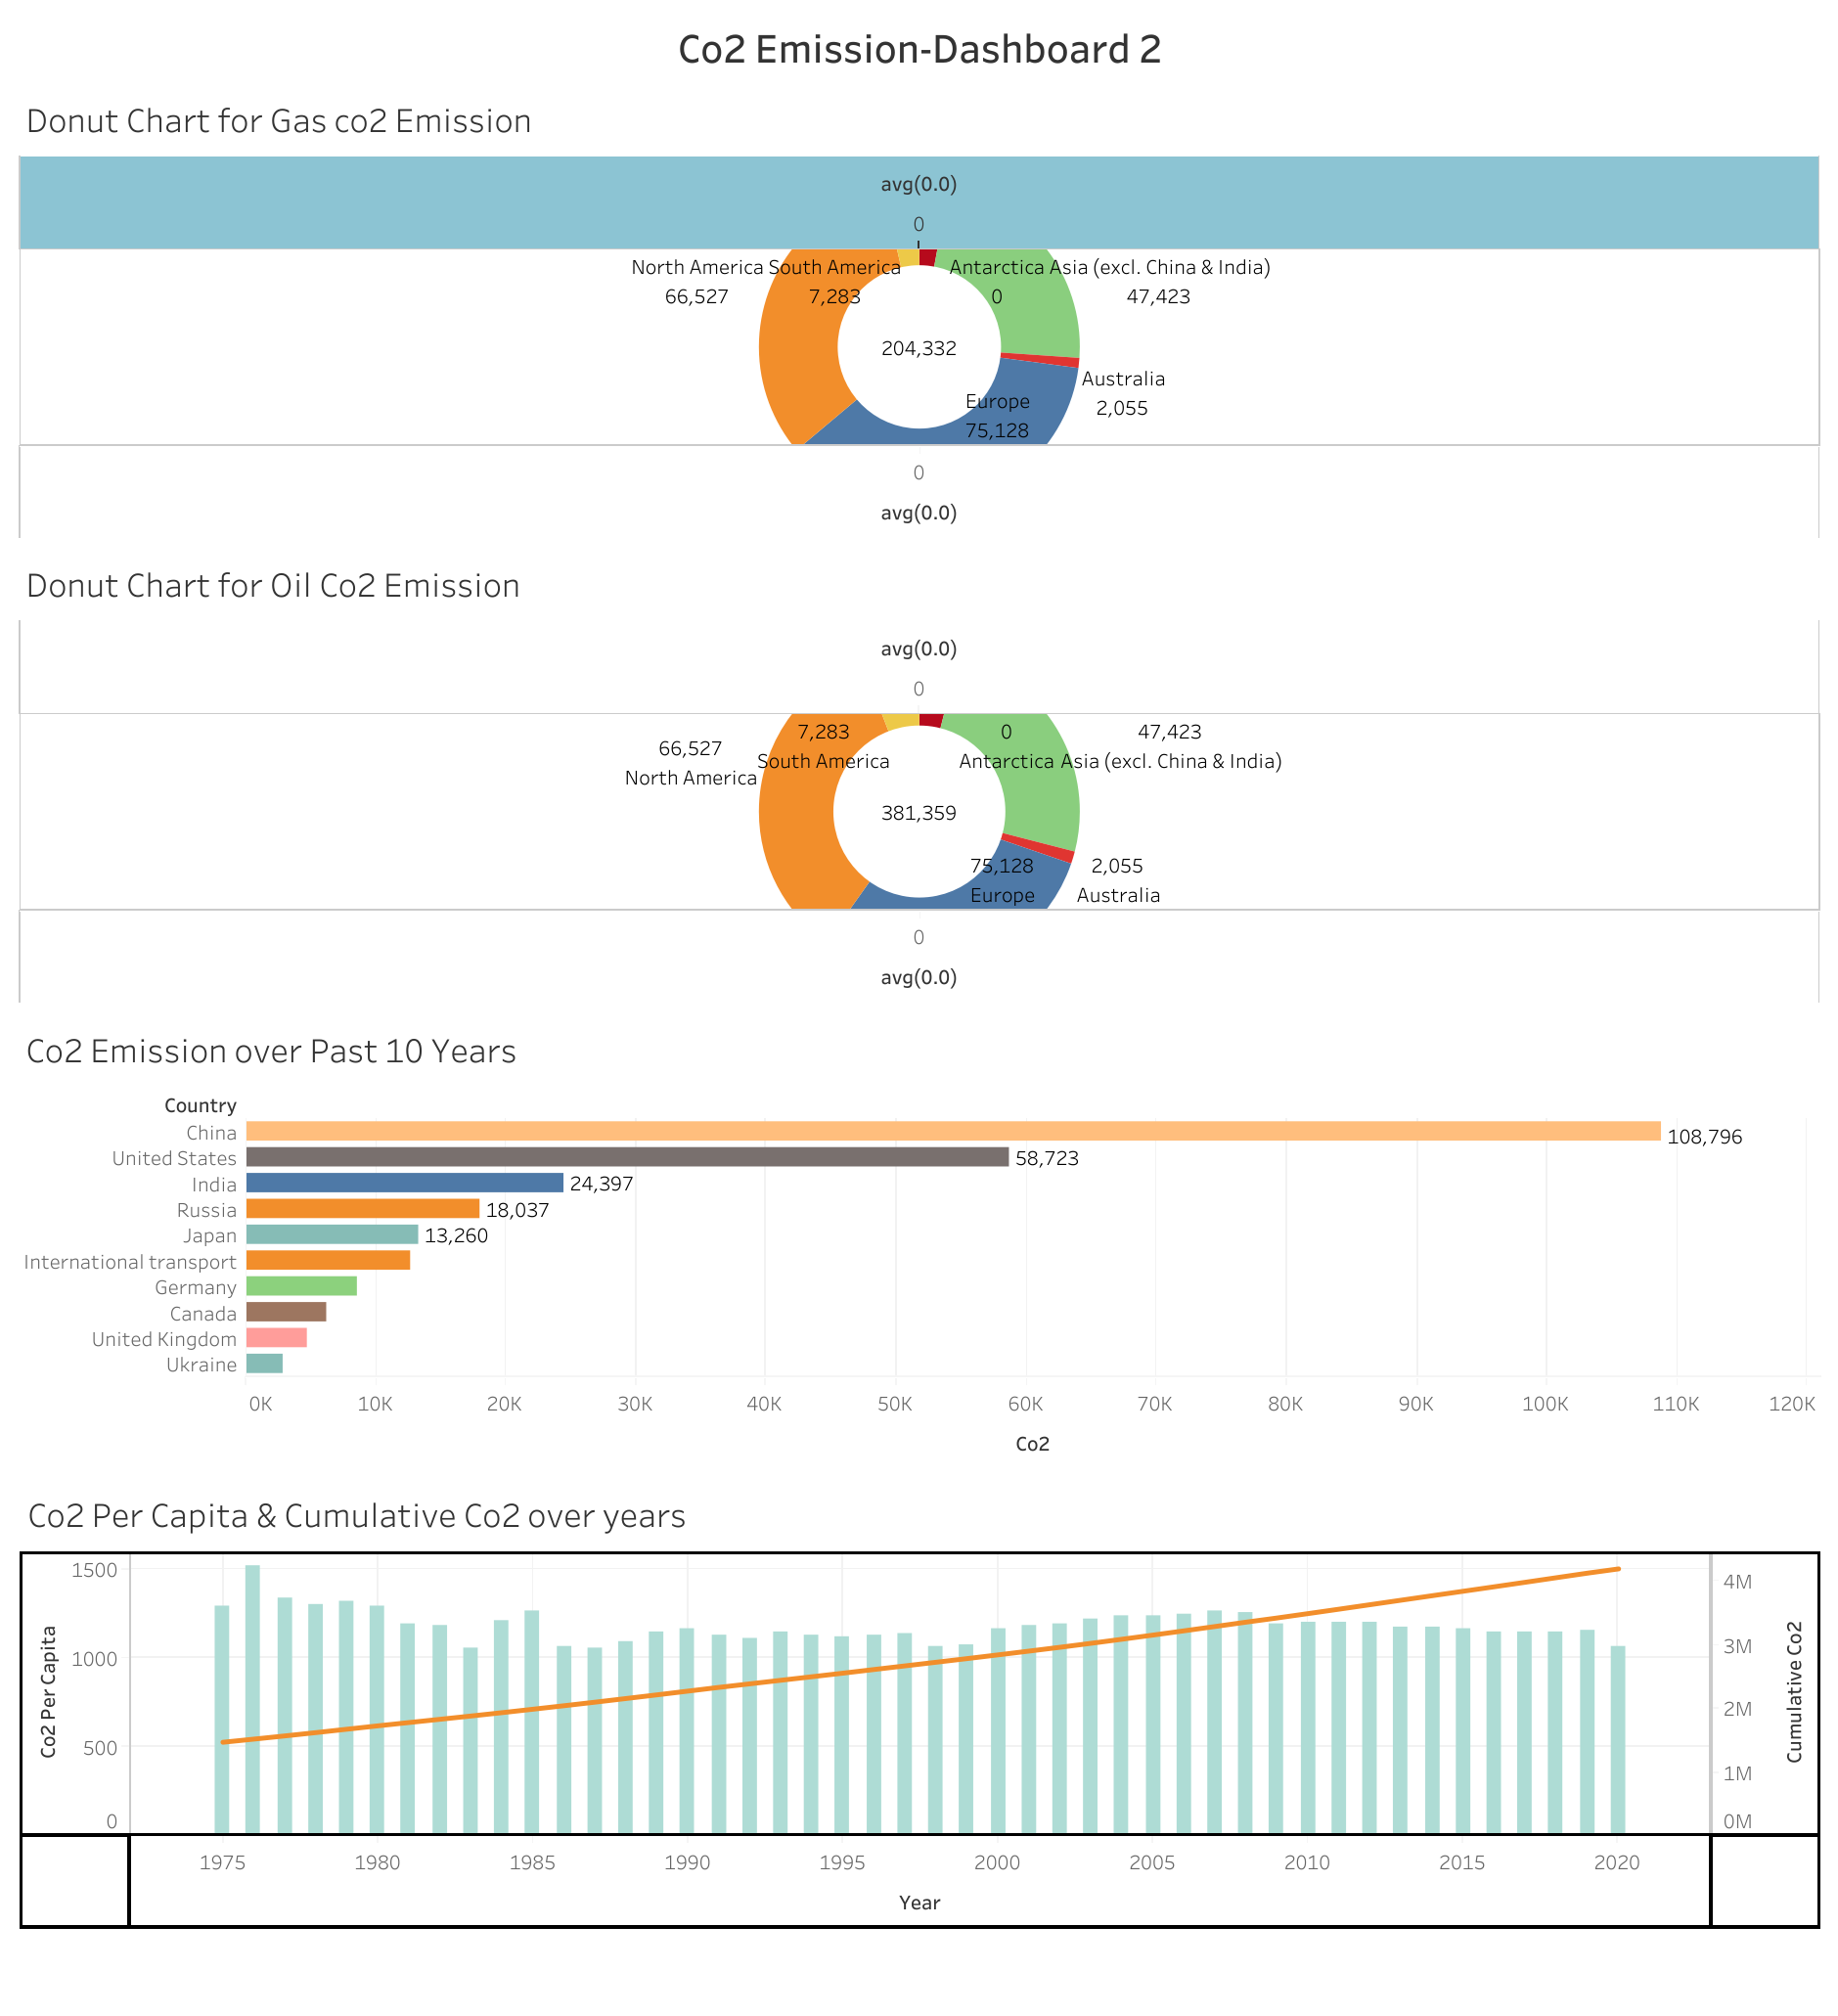 Co2 Emission-Dashboard 2
Donut Chart for Gas co2 Emission
avg(0.0)
0
North America South America Antarctica Asia (excl. China & India)
66,527 7,283 0 47,423
204,332
Australia
2,055
Europe
75,128
0
avg(0.0)
Donut Chart for Oil Co2 Emission
avg(0.0)
0
7,283 0 47,423
66,527
South America Antarctica Asia (excl. China & India)
North America
381,359
75,128 2,055
Europe Australia
0
avg(0.0)
Co2 Emission over Past 10 Years
Country
China 108,796
United States 58,723
India 24,397
Russia 18,037
Japan 13,260
International transport
Germany
Canada
United Kingdom
Ukraine
0K 10K 20K 30K 40K 50K 60K 70K 80K 90K 100K 110K 120K
Co2
Co2 Per Capita & Cumulative Co2 over years
Co2 Per Capita
1500
1000
500
0
4M
3M
2M
1M
0M
Cumulative Co2
1975 1980 1985 1990 1995 2000 2005 2010 2015 2020
Year